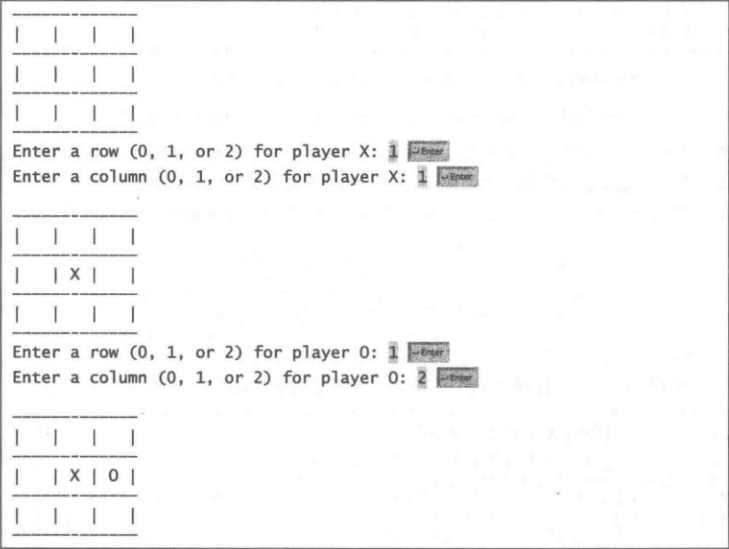 -------------
|   |   |   |
-------------
|   |   |   |
-------------
|   |   |   |
-------------
Enter a row (0, 1, or 2) for player X: 1 ↵Enter
Enter a column (0, 1, or 2) for player X: 1 ↵Enter
-------------
|   |   |   |
-------------
|   | X |   |
-------------
|   |   |   |
-------------
Enter a row (0, 1, or 2) for player O: 1 ↵Enter
Enter a column (0, 1, or 2) for player O: 2 ↵Enter
-------------
|   |   |   |
-------------
|   | X | O |
-------------
|   |   |   |
-------------